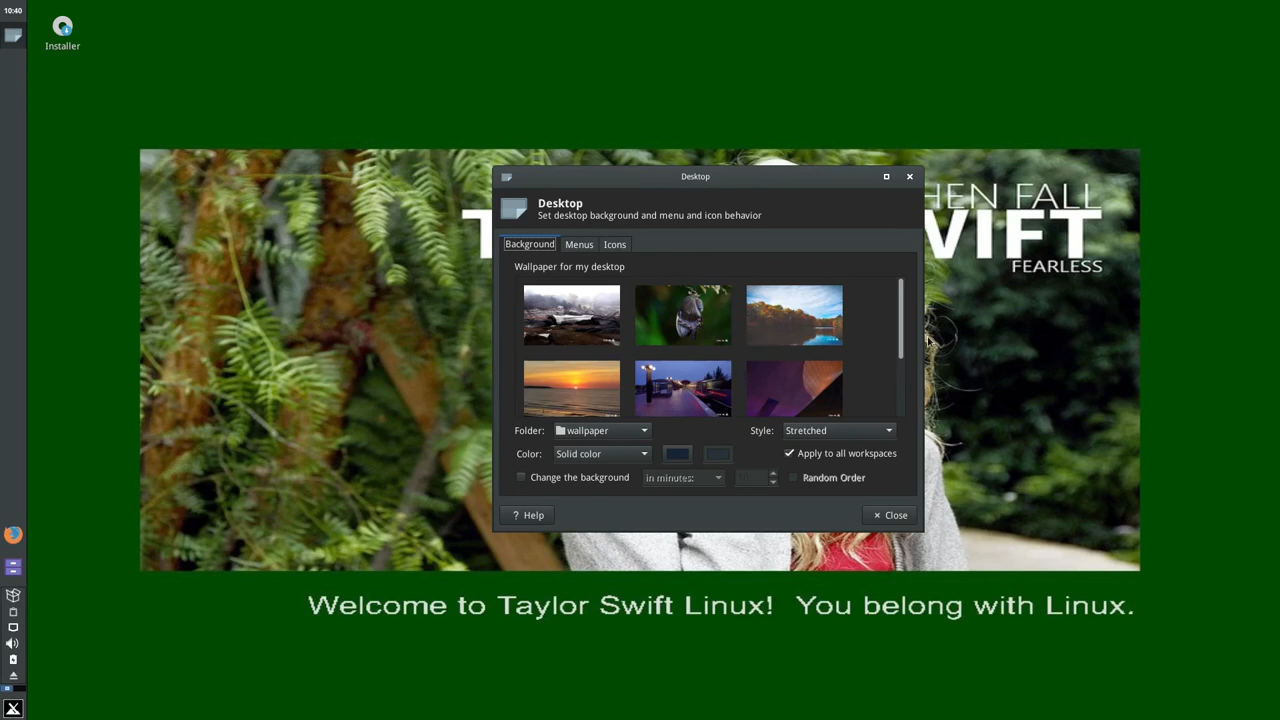 10:40
Installer
Desktop
Desktop
Set desktop background and menu and icon behavior
HEN FALL
T
WIFT
FEARLESS
Background Menus Icons
Wallpaper for my desktop
Folder: wallpaper Style: Stretched
Color: Solid color Apply to all workspaces
Change the background in minutes: Random Order
? Help × Close
Welcome to Taylor Swift Linux! You belong with Linux.